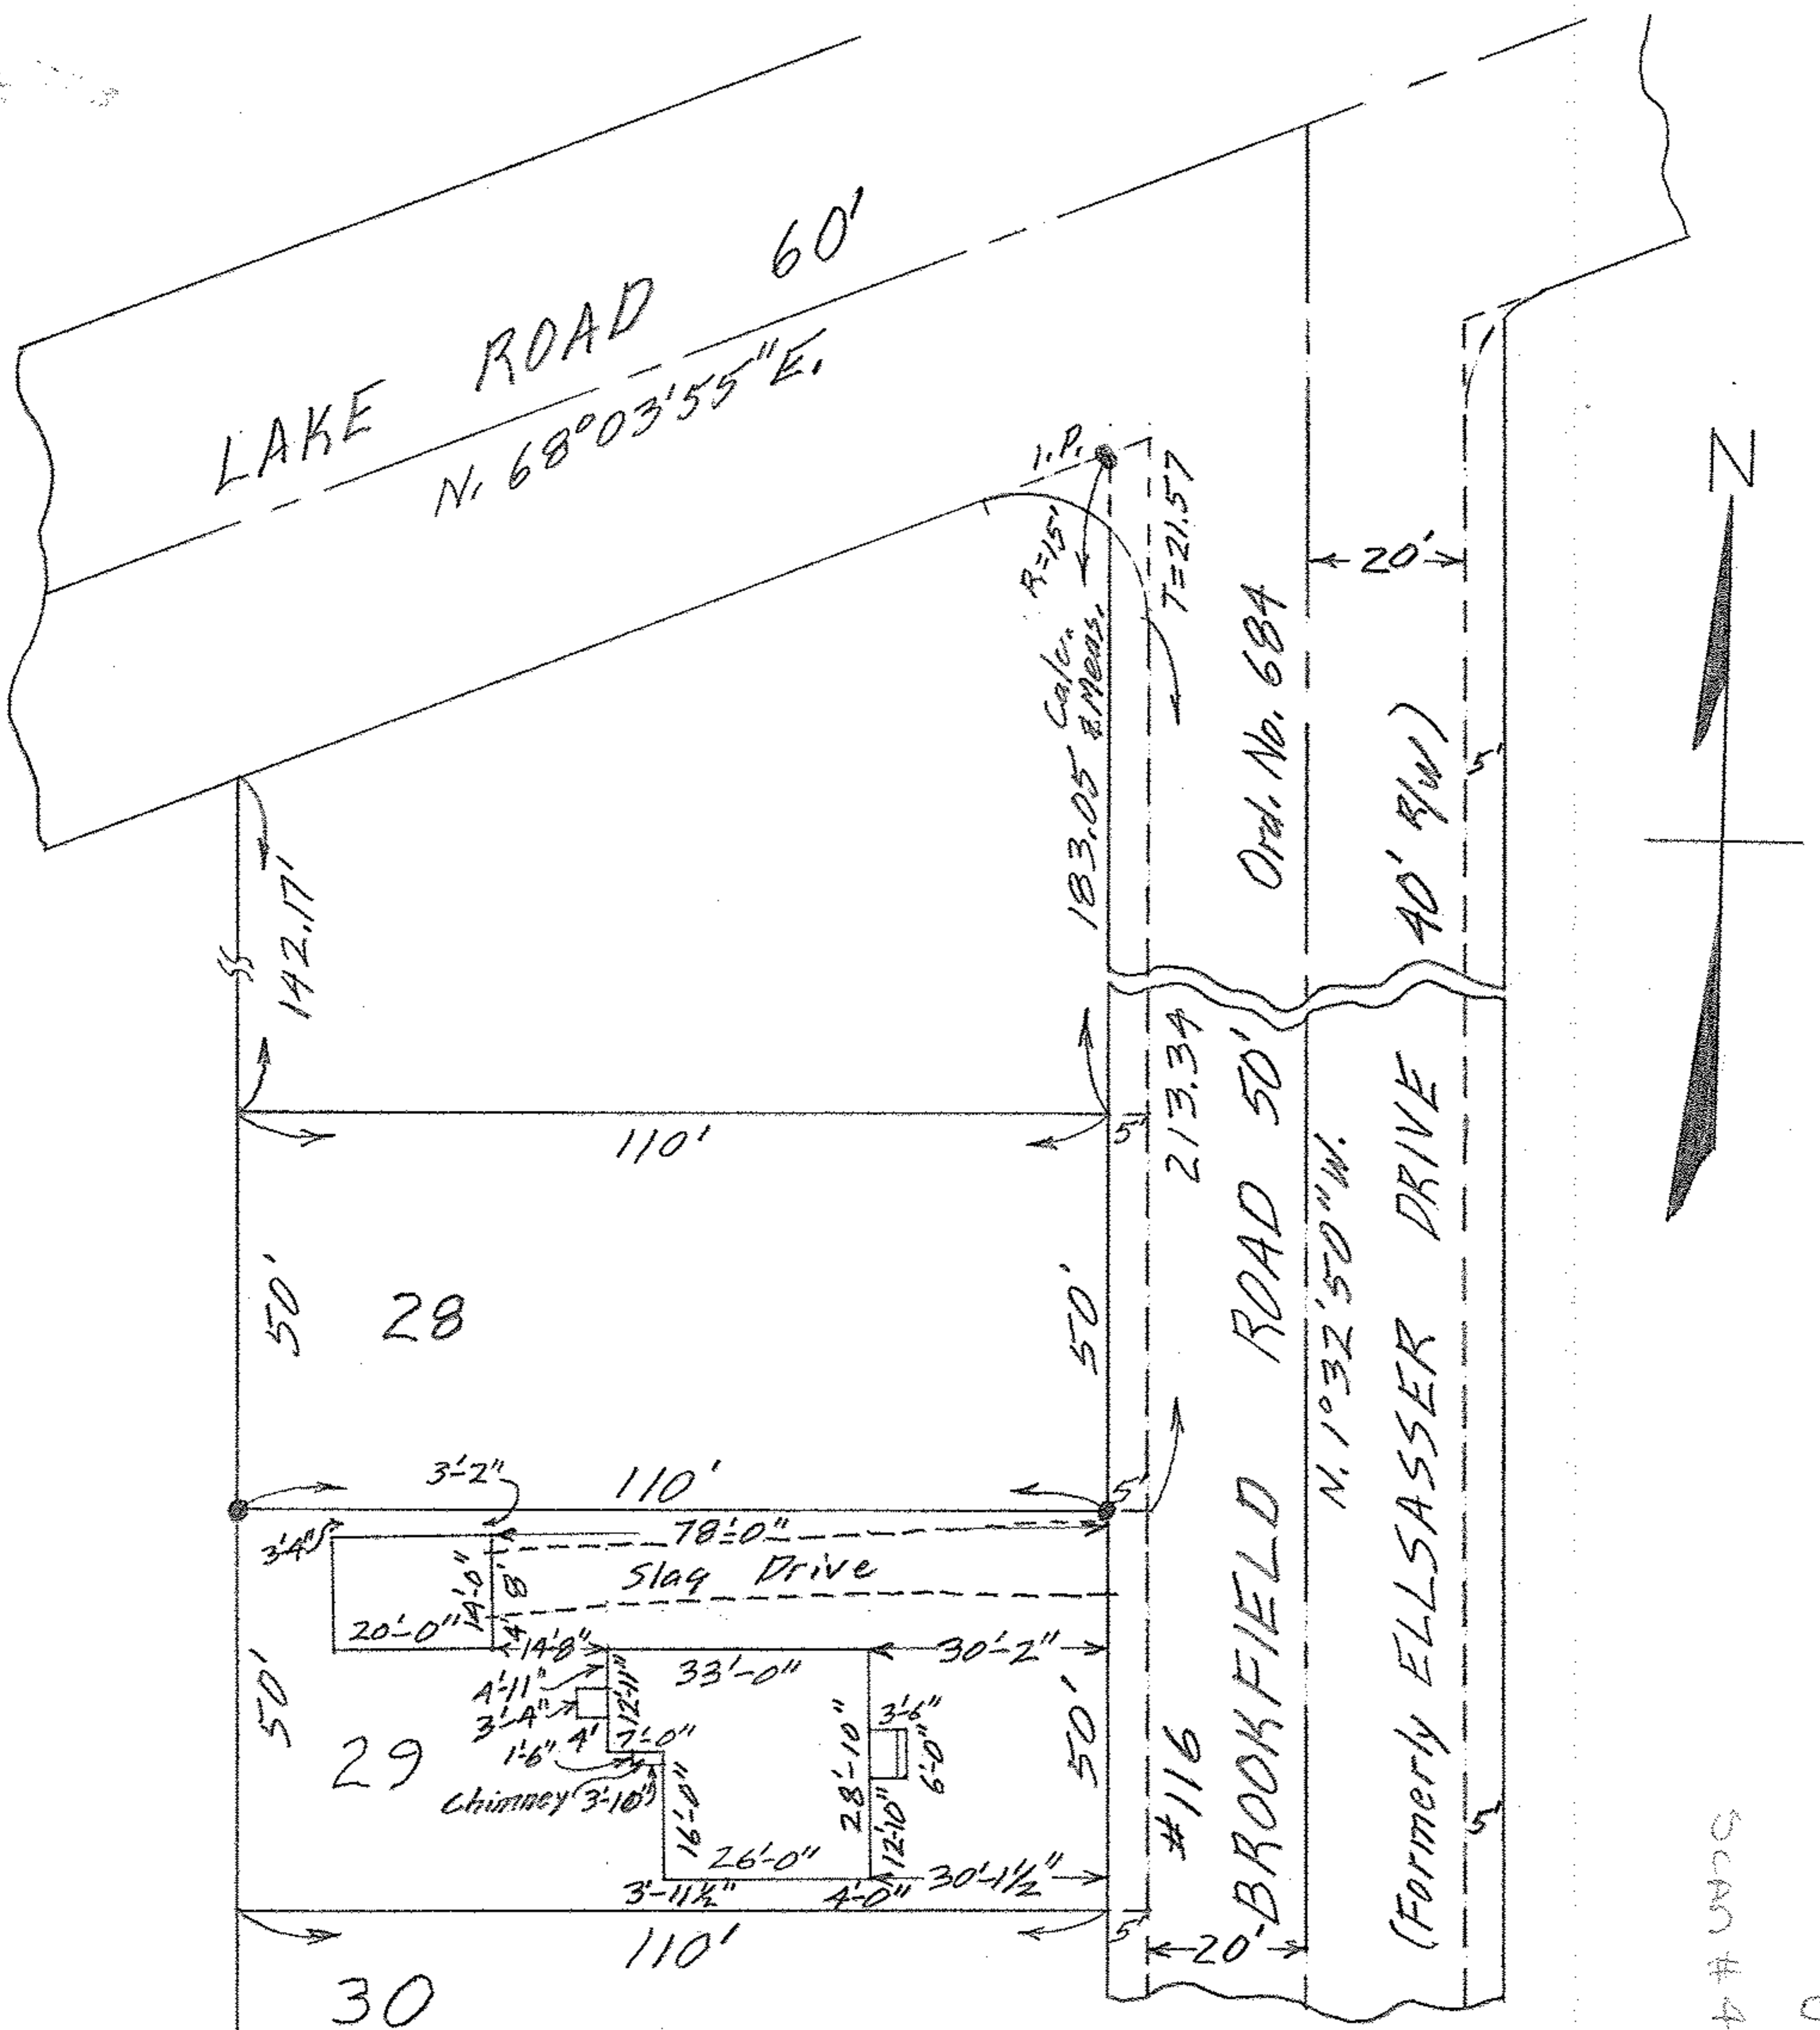 LAKE ROAD 60'
N. 68°03'55"E.
N
I.P.
R=15'
T=21.57
20'
183.05' Calc.
& Meas.
Ord. No. 684
40' R/W)
5'
142.17'
110'
5'
213.34
50'
28
50'
BROOKFIELD ROAD 50'
N. 1°32'50"W.
(Formerly ELLSASSER DRIVE
3'-2"
110'
5'
3'-4"
78'-0"
Slag Drive
14'-0"
8'
4'
20'-0"
14'-8"
33'-0"
30'-2"
50'
29
4'-11"
3'-4"
12'-11"
4'
7'-0"
1'-6"
Chimney 3'-10"
16'-0"
28'-10"
3'-6"
6'-0"
12'-10"
26'-0"
3'-11½"
4'-0"
30'-1½"
50'
#116
5'
110'
5'
20'
30
SCAN #4